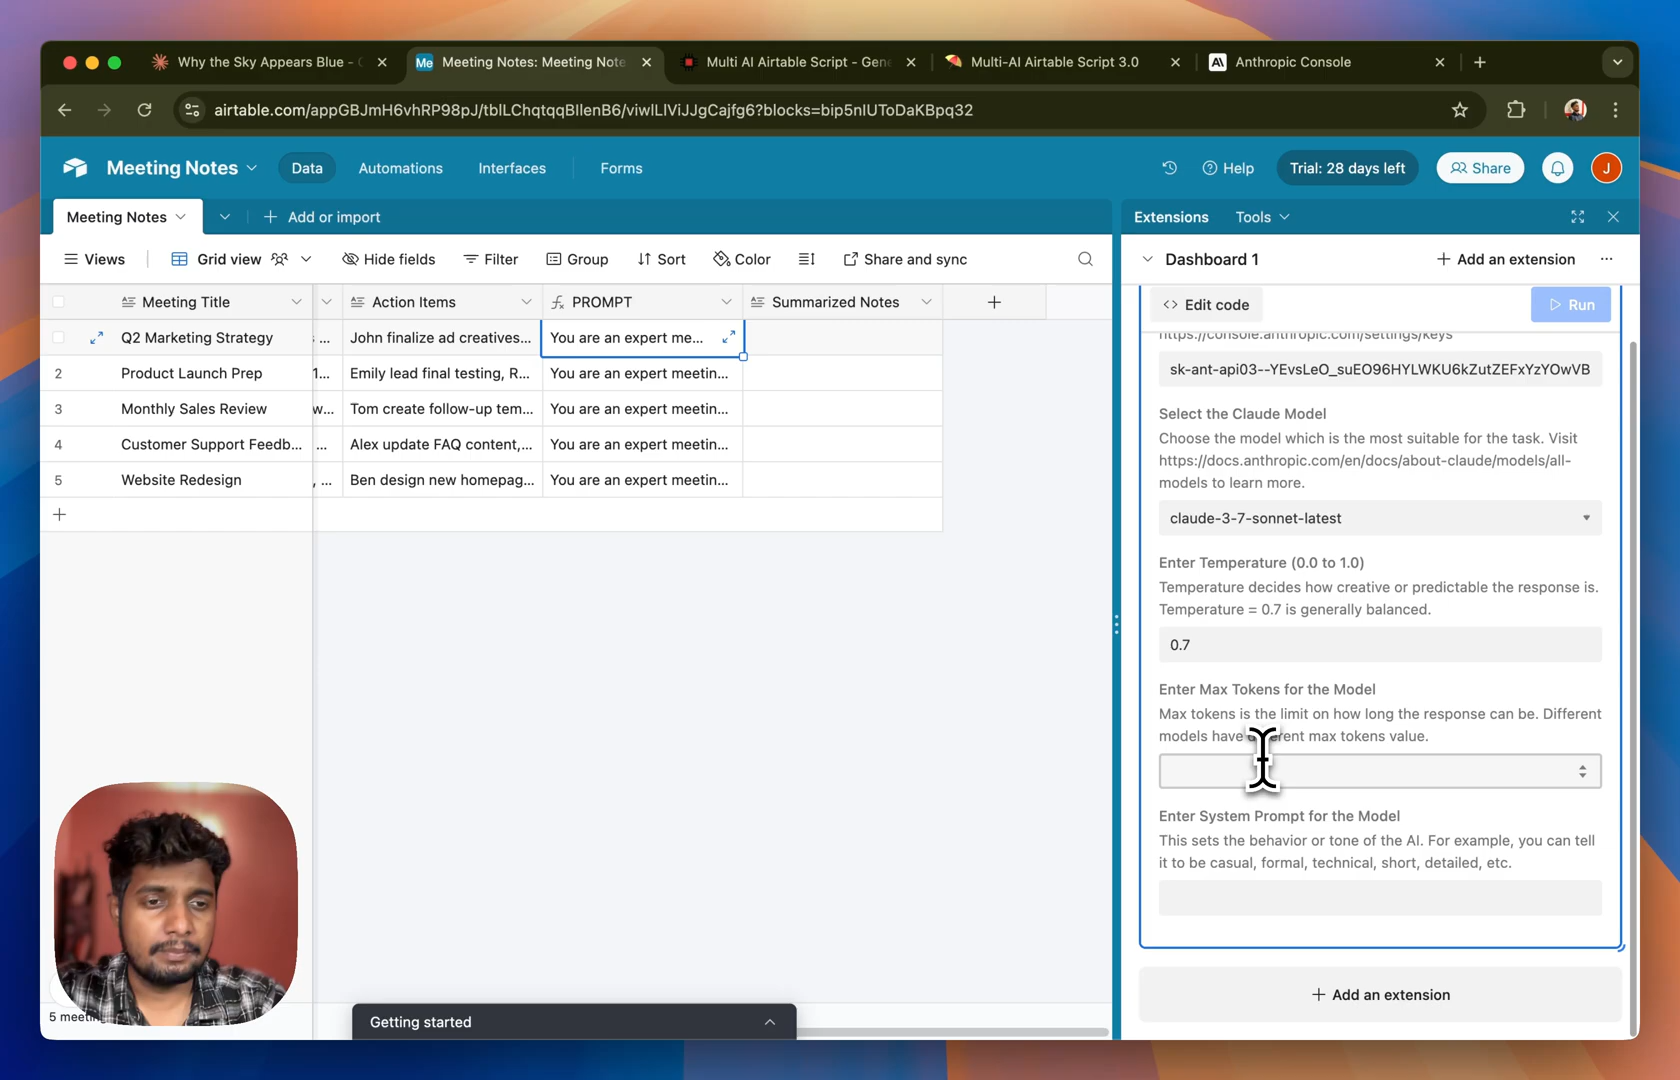 Why the Sky Appears Blue -
Me Meeting Notes: Meeting Note
Multi AI Airtable Script - Gene
Multi-AI Airtable Script 3.0
Anthropic Console
airtable.com/appGBJmH6vhRP98pJ/tblLChqtqqBIlenB6/viwlLIViJJgCajfg6?blocks=bip5nIUToDaKBpq32
Meeting Notes
Data
Automations
Interfaces
Forms
Help
Trial: 28 days left
Share
J
Meeting Notes
Add or import
Extensions
Tools
Views
Grid view
Hide fields
Filter
Group
Sort
Color
Share and sync
Dashboard 1
Add an extension
Meeting Title
Action Items
PROMPT
Summarized Notes
Edit code
Run
Q2 Marketing Strategy
...
John finalize ad creatives...
You are an expert me...
2
Product Launch Prep
1...
Emily lead final testing, R...
You are an expert meetin...
3
Monthly Sales Review
w...
Tom create follow-up tem...
You are an expert meetin...
4
Customer Support Feedb...
...
Alex update FAQ content,...
You are an expert meetin...
5
Website Redesign
, ...
Ben design new homepag...
You are an expert meetin...
https://console.anthropic.com/settings/keys
sk-ant-api03--YEvsLeO_suEO96HYLWKU6kZutZEFxYzYOwVB
Select the Claude Model
Choose the model which is the most suitable for the task. Visit
https://docs.anthropic.com/en/docs/about-claude/models/all-
models to learn more.
claude-3-7-sonnet-latest
Enter Temperature (0.0 to 1.0)
Temperature decides how creative or predictable the response is.
Temperature = 0.7 is generally balanced.
0.7
Enter Max Tokens for the Model
Max tokens is the limit on how long the response can be. Different
models have different max tokens value.
Enter System Prompt for the Model
This sets the behavior or tone of the AI. For example, you can tell
it to be casual, formal, technical, short, detailed, etc.
Add an extension
5
Getting started